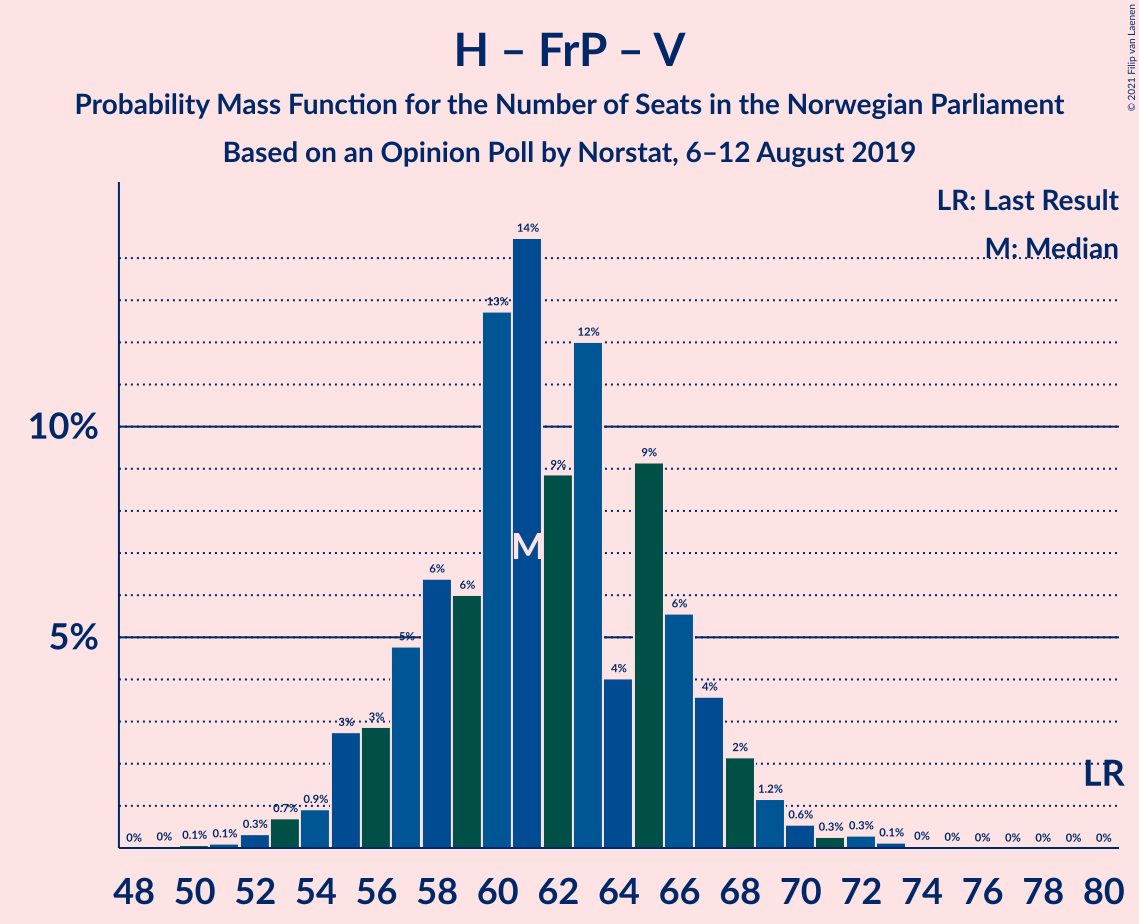 H – FrP – V
Probability Mass Function for the Number of Seats in the Norwegian Parliament
Based on an Opinion Poll by Norstat, 6–12 August 2019
© 2021 Filip van Laenen
LR: Last Result
M: Median
10%
5%
0% 0% 0.1% 0.1% 0.3% 0.7% 0.9% 3% 3% 5% 6% 6% 13% 14% 9% 12% 4% 9% 6% 4% 2% 1.2% 0.6% 0.3% 0.3% 0.1% 0% 0% 0% 0% 0% 0% 0%
M
LR
48 50 52 54 56 58 60 62 64 66 68 70 72 74 76 78 80